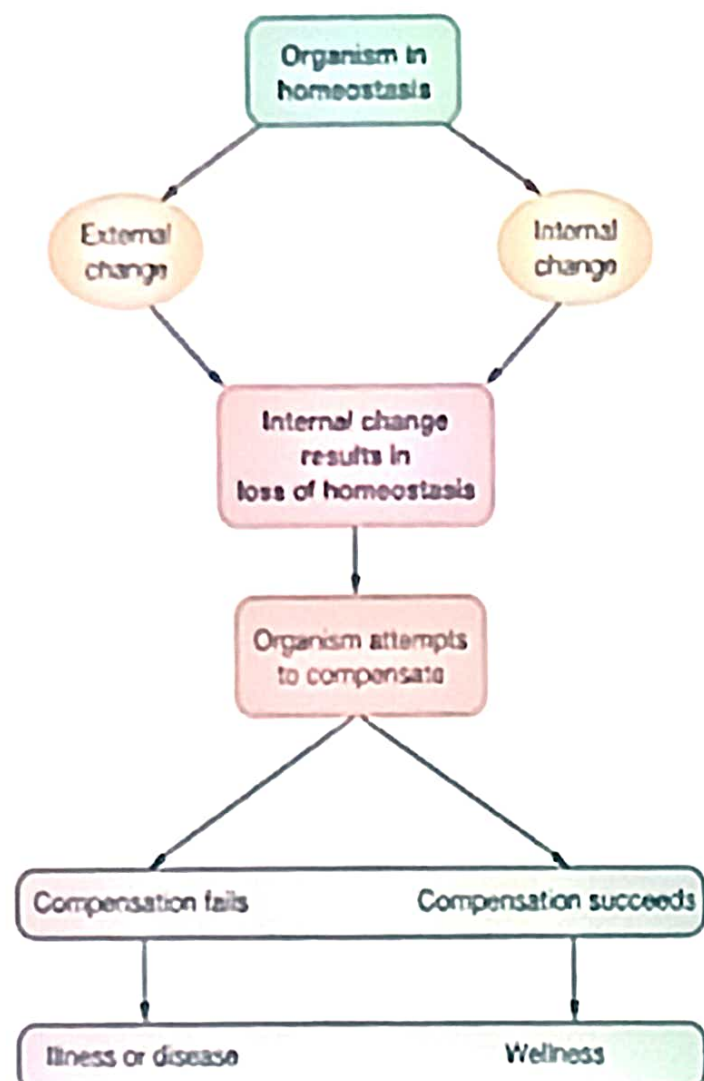 Organism in
homeostasis
External
change
Internal
change
Internal change
results in
loss of homeostasis
Organism attempts
to compensate
Compensation fails
Compensation succeeds
Illness or disease
Wellness